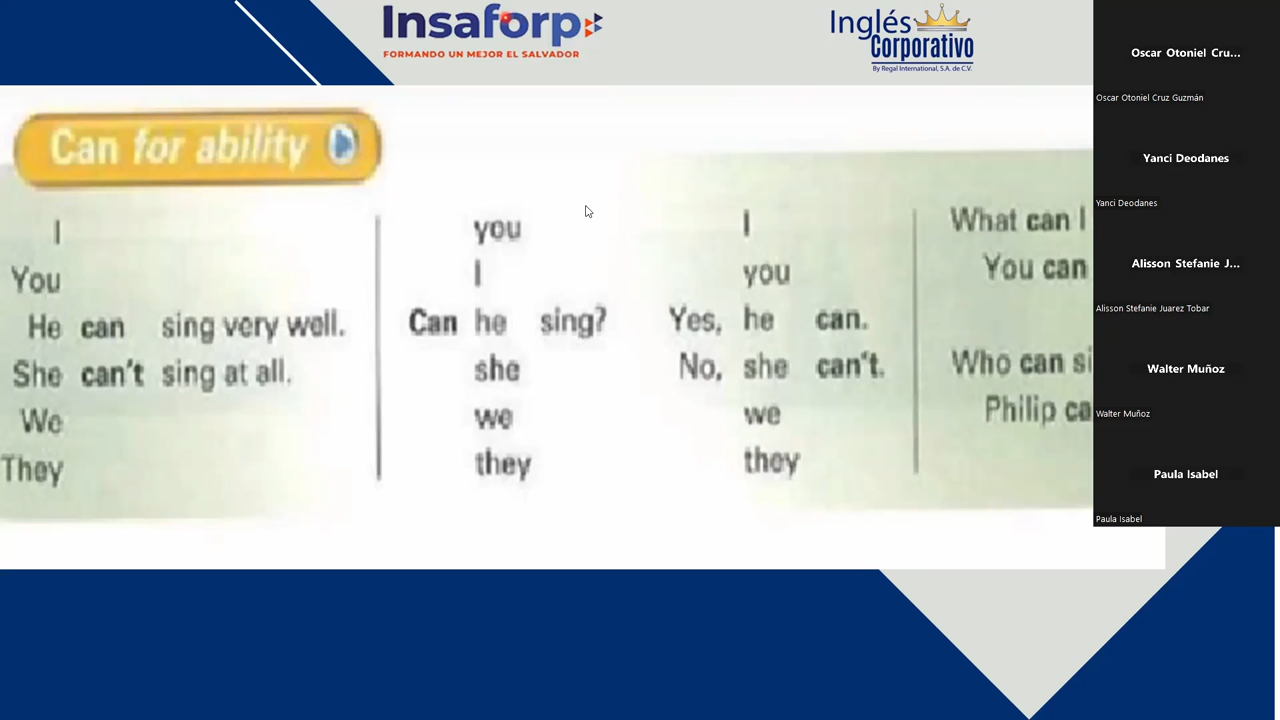 Insaforp
FORMANDO UN MEJOR EL SALVADOR
Inglés
Corporativo
By Regal International, S.A. de C.V.
Can for ability
I
You
He can sing very well.
She can't sing at all.
We
They
you
I
Can he sing?
she
we
they
I
you
Yes, he can.
No, she can't.
we
they
What can I
You can
Who can si
Philip ca
Oscar Otoniel Cru...
Oscar Otoniel Cruz Guzmán
Yanci Deodanes
Yanci Deodanes
Alisson Stefanie J...
Alisson Stefanie Juarez Tobar
Walter Muñoz
Walter Muñoz
Paula Isabel
Paula Isabel